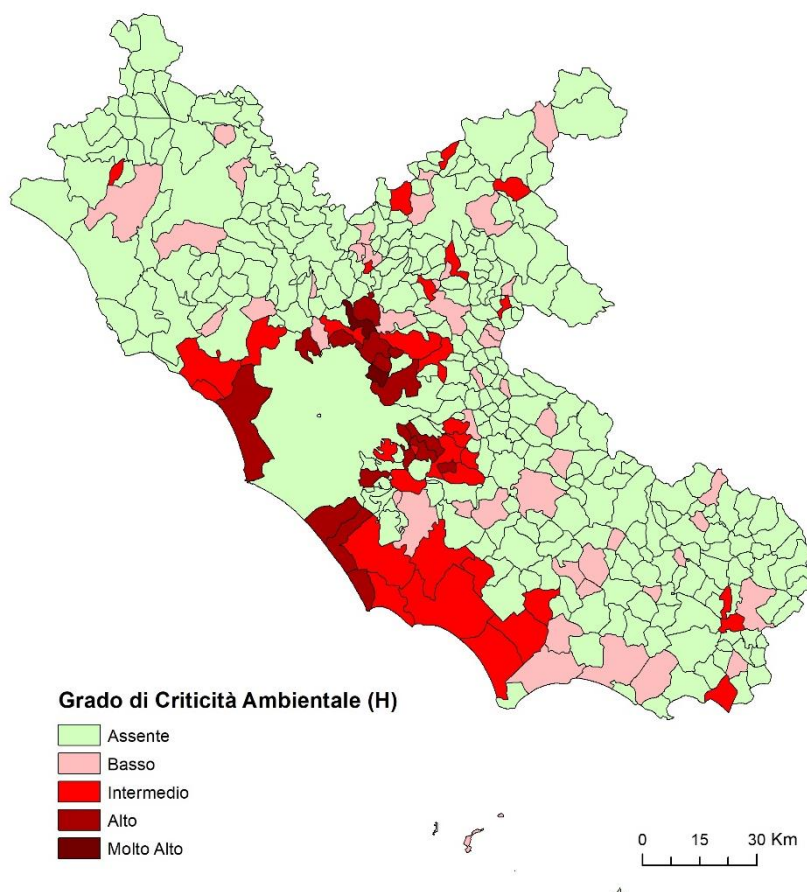 Grado di Criticità Ambientale (H)
Assente
Basso
Intermedio
Alto
Molto Alto
0 15 30 Km